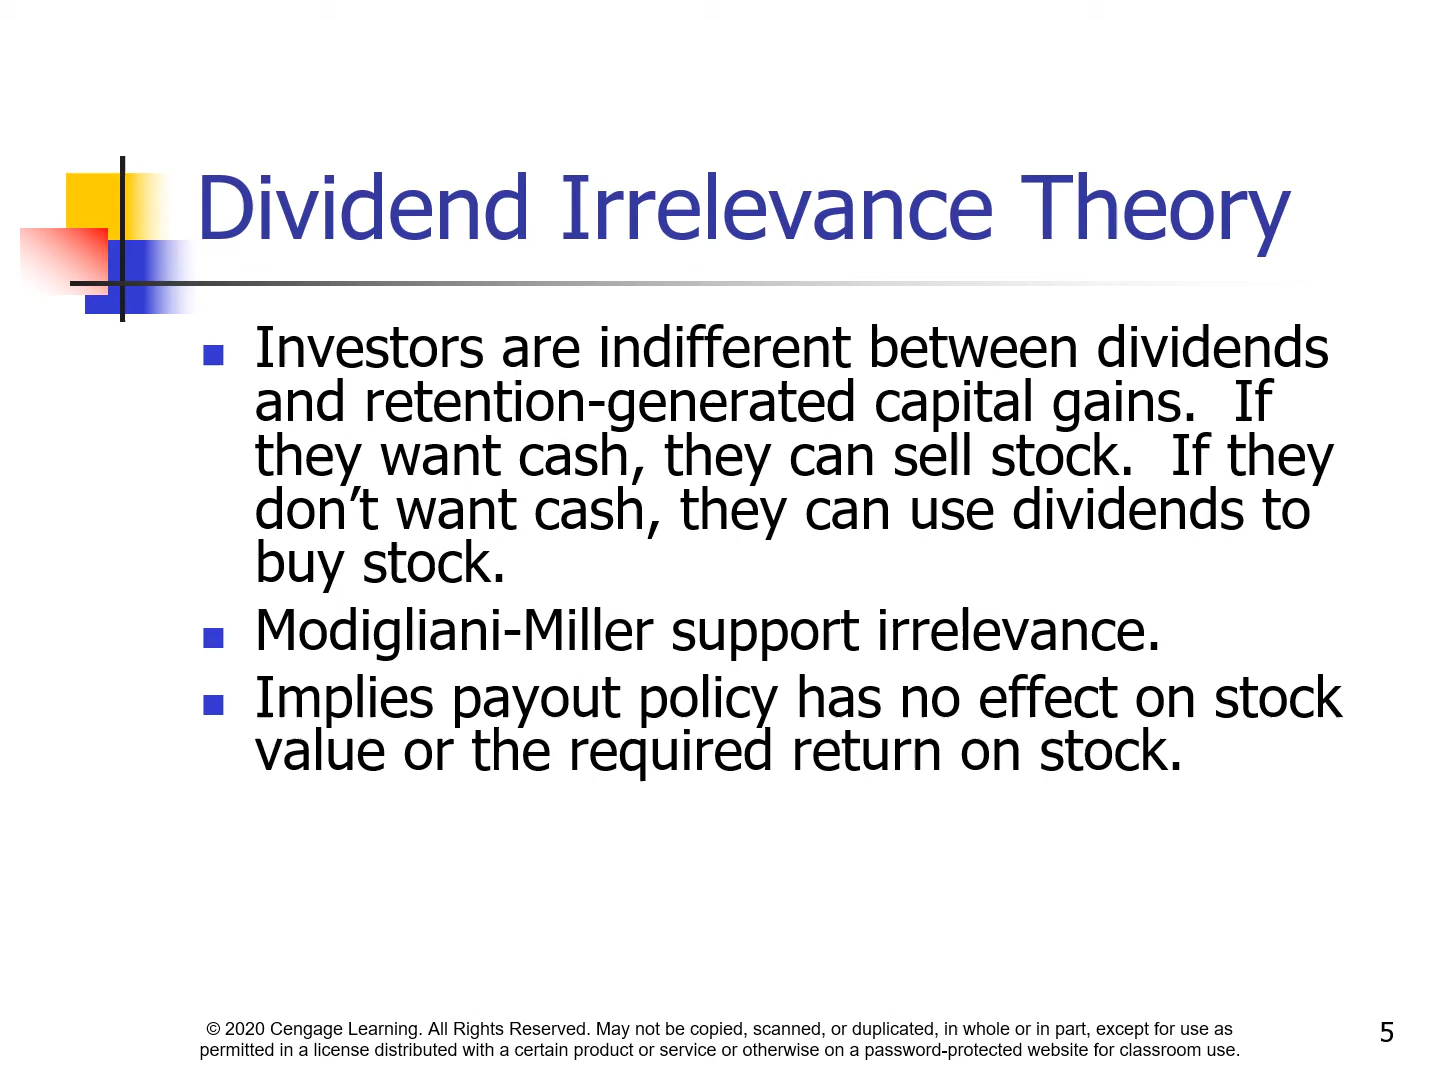 Dividend Irrelevance Theory
Investors are indifferent between dividends
and retention-generated capital gains.  If
they want cash, they can sell stock.  If they
don’t want cash, they can use dividends to
buy stock.
Modigliani-Miller support irrelevance.
Implies payout policy has no effect on stock
value or the required return on stock.
© 2020 Cengage Learning. All Rights Reserved. May not be copied, scanned, or duplicated, in whole or in part, except for use as
permitted in a license distributed with a certain product or service or otherwise on a password-protected website for classroom use.
5